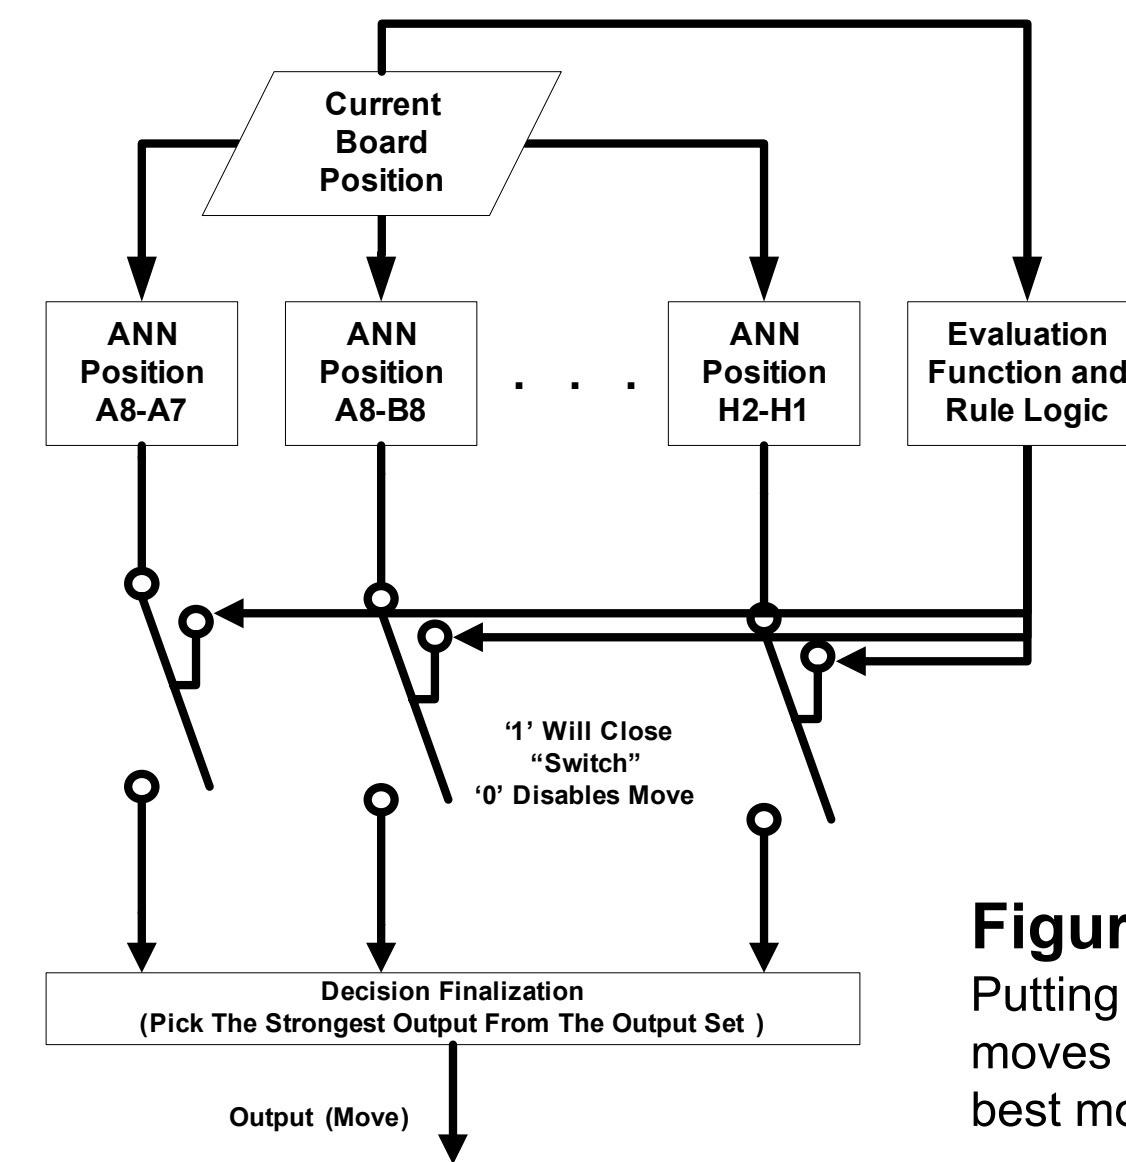 Current
Board
Position
ANN
Position
A8-A7
ANN
Position
A8-B8
. . .
ANN
Position
H2-H1
Evaluation
Function and
Rule Logic
‘1’ Will Close
“Switch”
‘0’ Disables Move
Decision Finalization
(Pick The Strongest Output From The Output Set )
Output (Move)
Putting
moves
best